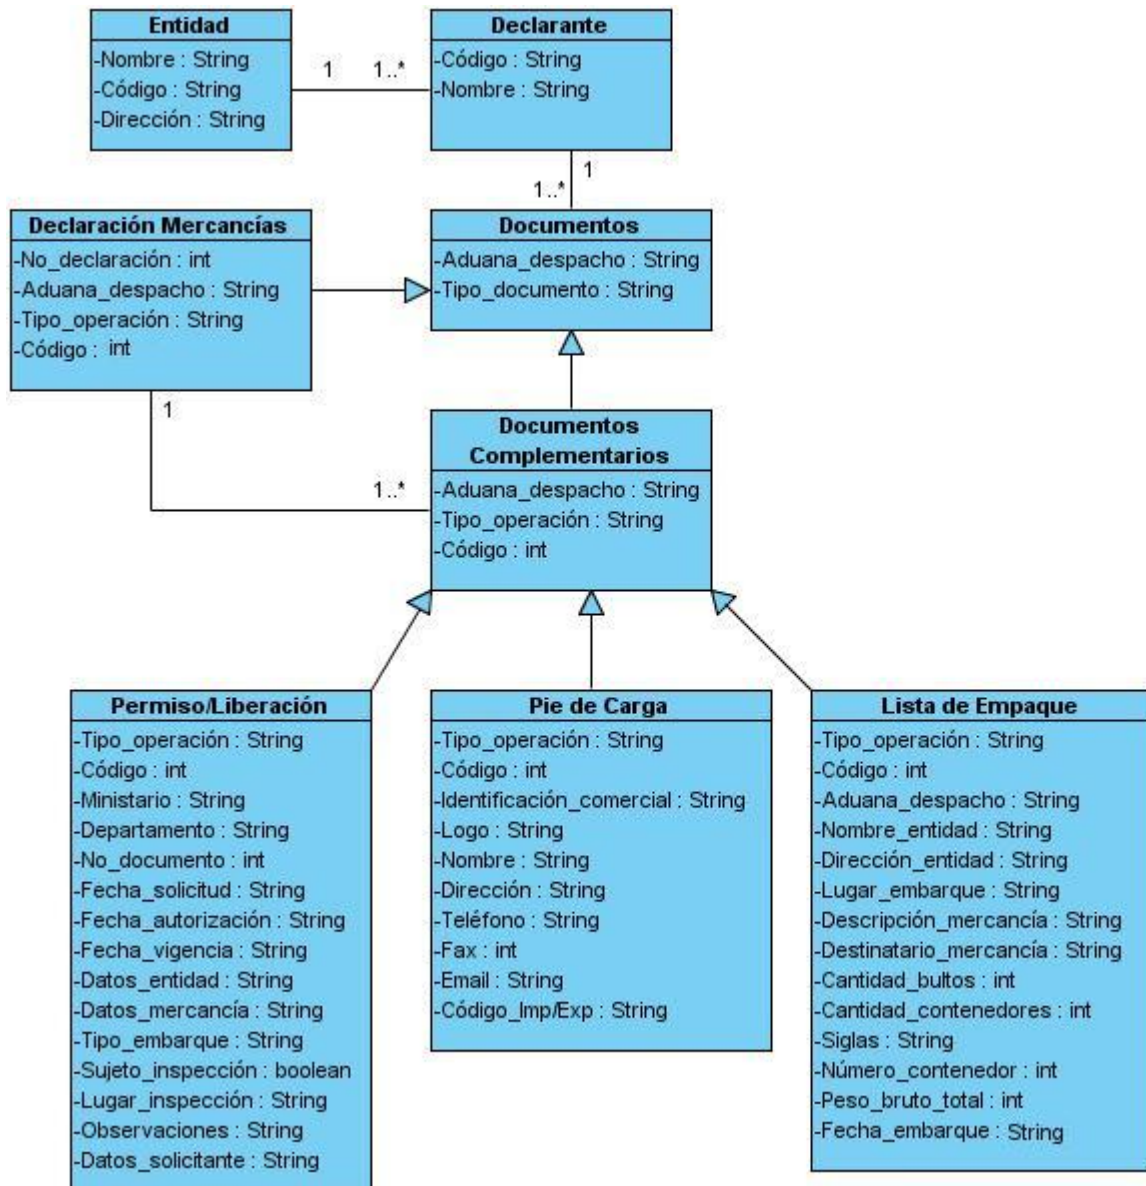 Entidad
-Nombre : String
-Código : String
-Dirección : String
1
1..*
Declarante
-Código : String
-Nombre : String
1
1..*
Declaración Mercancías
-No_declaración : int
-Aduana_despacho : String
-Tipo_operación : String
-Código : int
Documentos
-Aduana_despacho : String
-Tipo_documento : String
1
1..*
Documentos
Complementarios
-Aduana_despacho : String
-Tipo_operación : String
-Código : int
Permiso/Liberación
-Tipo_operación : String
-Código : int
-Ministario : String
-Departamento : String
-No_documento : int
-Fecha_solicitud : String
-Fecha_autorización : String
-Fecha_vigencia : String
-Datos_entidad : String
-Datos_mercancía : String
-Tipo_embarque : String
-Sujeto_inspección : boolean
-Lugar_inspección : String
-Observaciones : String
-Datos_solicitante : String
Pie de Carga
-Tipo_operación : String
-Código : int
-Identificación_comercial : String
-Logo : String
-Nombre : String
-Dirección : String
-Teléfono : String
-Fax : int
-Email : String
-Código_Imp/Exp : String
Lista de Empaque
-Tipo_operación : String
-Código : int
-Aduana_despacho : String
-Nombre_entidad : String
-Dirección_entidad : String
-Lugar_embarque : String
-Descripción_mercancía : String
-Destinatario_mercancía : String
-Cantidad_bultos : int
-Cantidad_contenedores : int
-Siglas : String
-Número_contenedor : int
-Peso_bruto_total : int
-Fecha_embarque : String